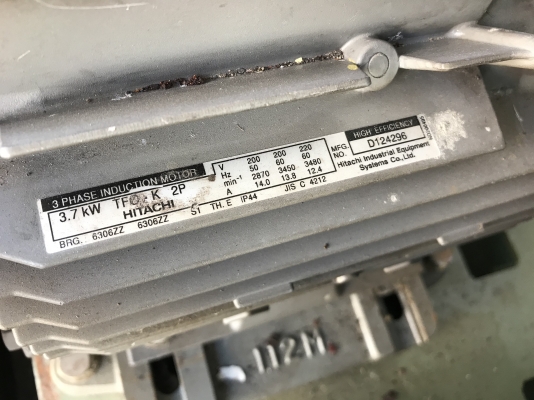 3 PHASE INDUCTION MOTOR
3.7 kW K 2P
HITACHI
BRG. 6306ZZ 6306ZZ S1 TH.E IP44 JIS C 4212
V 200 200 220
Hz 50 60 60
min-1 2870 3450 3480
A 14.0 13.8 12.4
HIGH EFFICIENCY
MFG. NO. D124296
Hitachi Industrial Equipment
Systems Co., Ltd.
112M